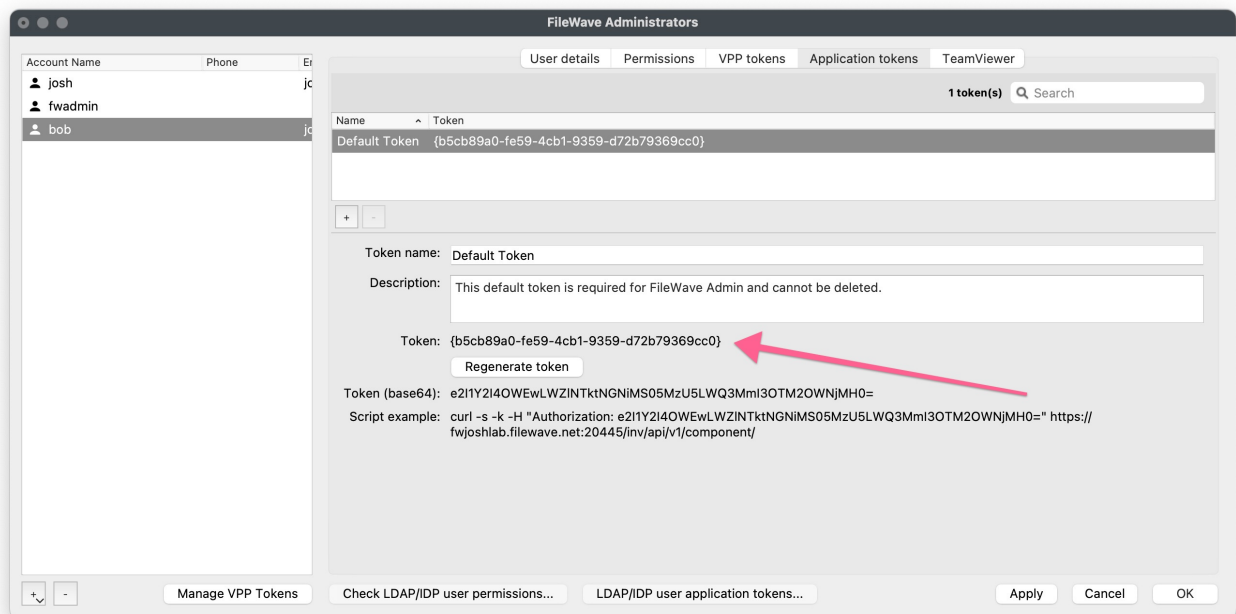 FileWave Administrators
Account Name Phone
josh
fwadmin
bob
User details Permissions VPP tokens Application tokens TeamViewer
1 token(s) Search
Name Token
Default Token {b5cb89a0-fe59-4cb1-9359-d72b79369cc0}
+ -
Token name: Default Token
Description: This default token is required for FileWave Admin and cannot be deleted.
Token: {b5cb89a0-fe59-4cb1-9359-d72b79369cc0}
Regenerate token
Token (base64): e2I1Y2I4OWEwLWZlNTktNGNiMS05MzU5LWQ3MmI3OTM2OWNjMH0=
Script example: curl -s -k -H "Authorization: e2I1Y2I4OWEwLWZlNTktNGNiMS05MzU5LWQ3MmI3OTM2OWNjMH0=" https://
fwjoshlab.filewave.net:20445/inv/api/v1/component/
+ - Manage VPP Tokens Check LDAP/IDP user permissions... LDAP/IDP user application tokens... Apply Cancel OK